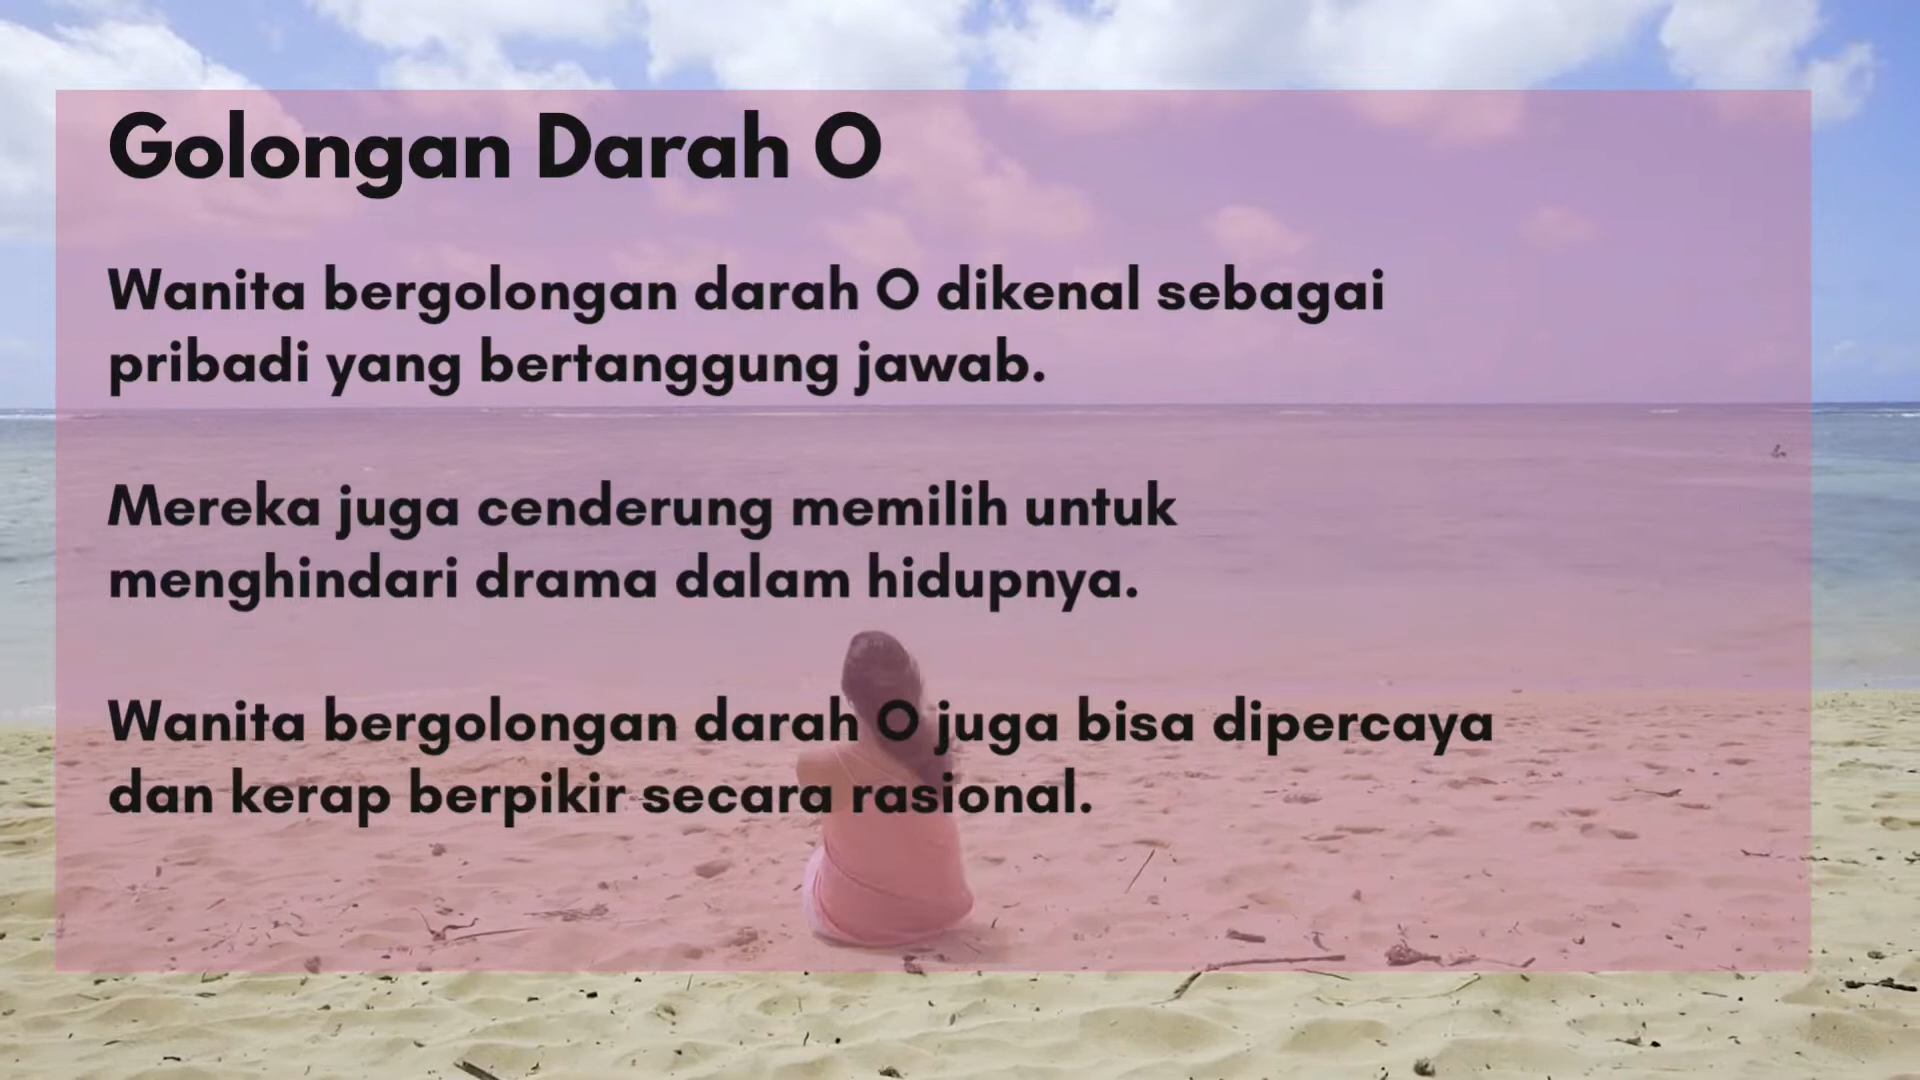 Golongan Darah O
Wanita bergolongan darah O dikenal sebagai
pribadi yang bertanggung jawab.
Mereka juga cenderung memilih untuk
menghindari drama dalam hidupnya.
Wanita bergolongan darah O juga bisa dipercaya
dan kerap berpikir secara rasional.